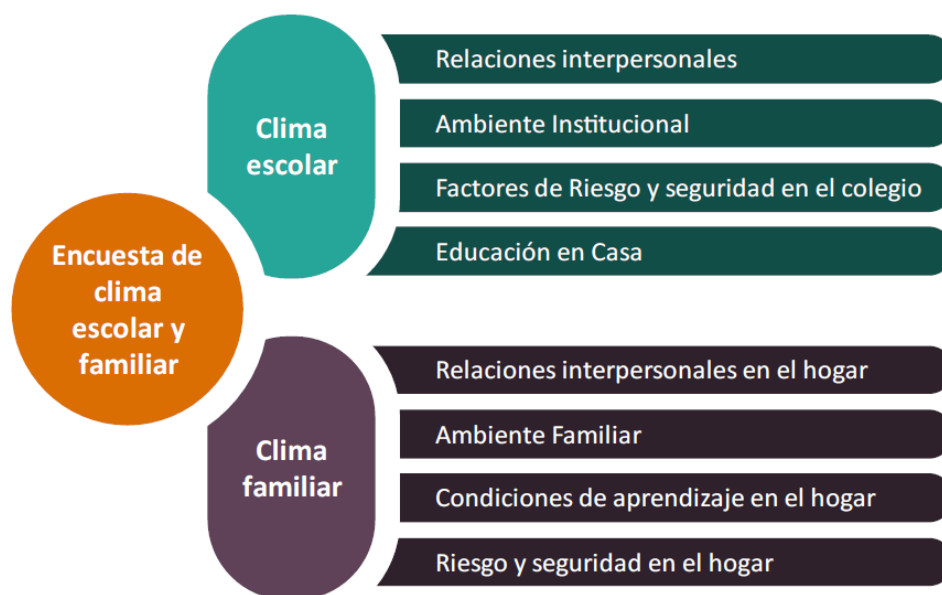 Encuesta de
clima
escolar y
familiar
Clima
escolar
Relaciones interpersonales
Ambiente Institucional
Factores de Riesgo y seguridad en el colegio
Educación en Casa
Clima
familiar
Relaciones interpersonales en el hogar
Ambiente Familiar
Condiciones de aprendizaje en el hogar
Riesgo y seguridad en el hogar